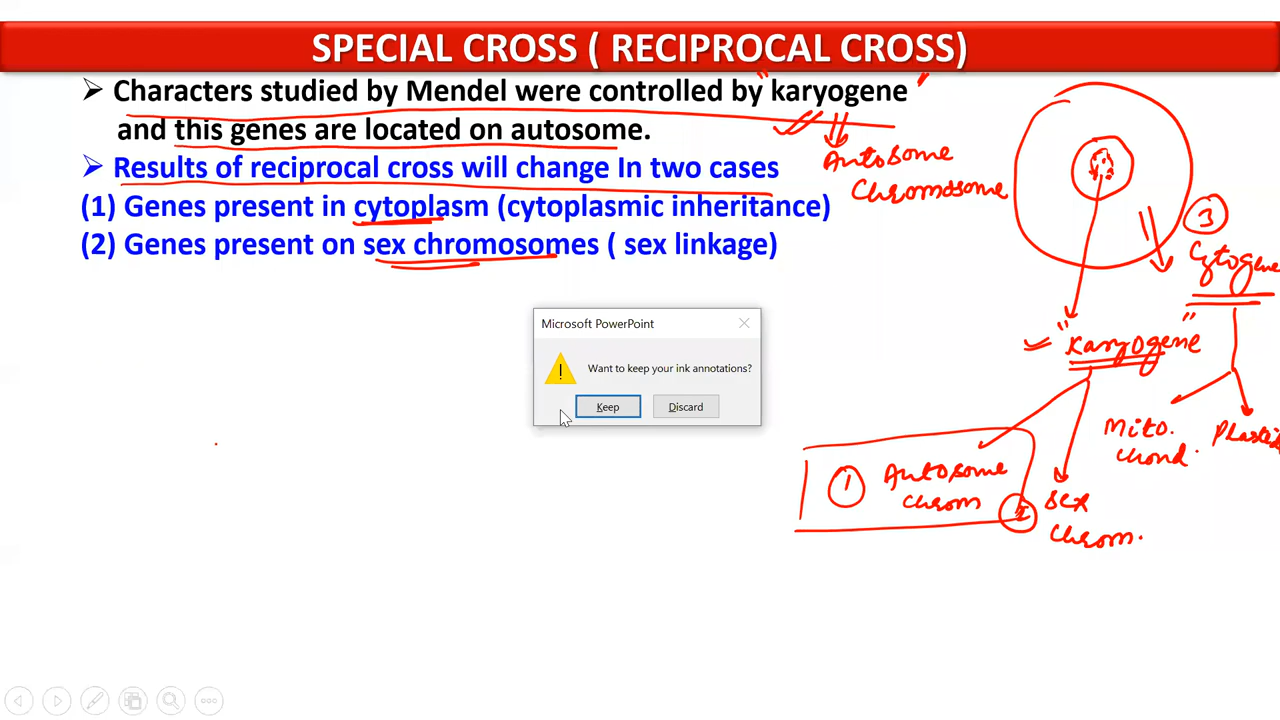 SPECIAL CROSS ( RECIPROCAL CROSS)
➢ Characters studied by Mendel were controlled by "karyogene"
and this genes are located on autosome.
➢ Results of reciprocal cross will change In two cases
(1) Genes present in cytoplasm (cytoplasmic inheritance)
(2) Genes present on sex chromosomes ( sex linkage)
Autosome
Chromosome
3
Cytogene
"Karyogene"
Mito.
chond.
Plastid
1
Autosome
chrom
2
Sex
chrom.
Microsoft PowerPoint
Want to keep your ink annotations?
Keep
Discard